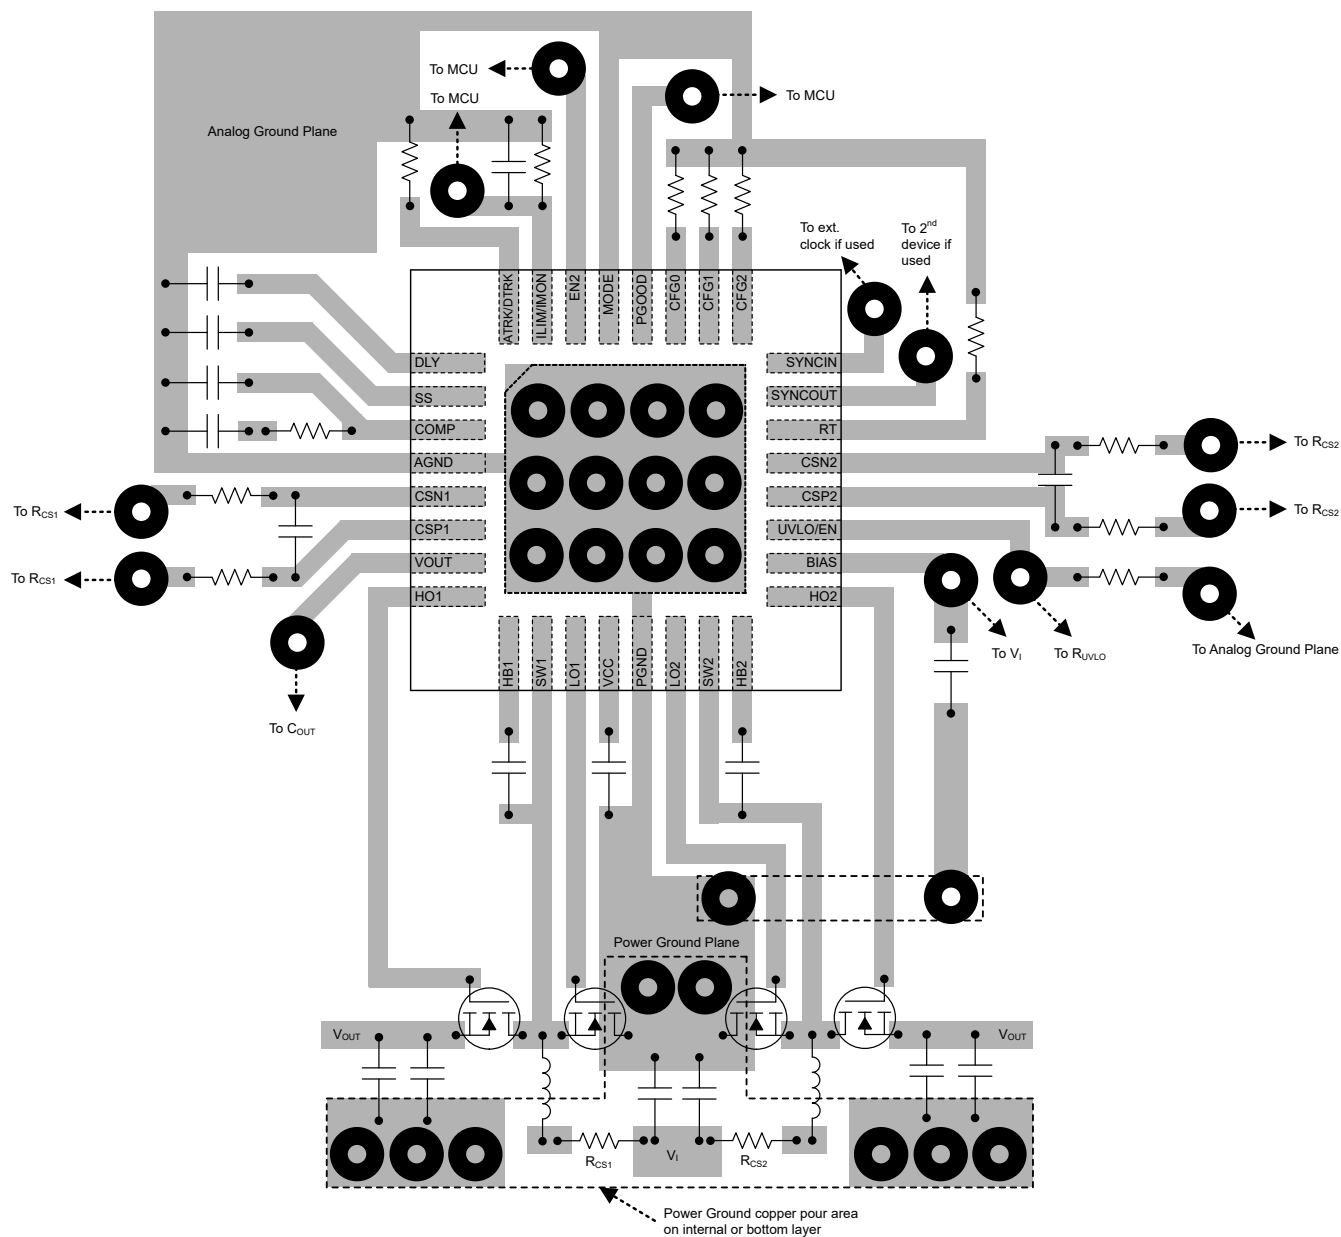 To MCU
To MCU
To MCU
Analog Ground Plane
To ext.
clock if used
To 2nd
device if
used
ATRK/DTRK
ILIM/IMON
EN2
MODE
PGOOD
CFG0
CFG1
CFG2
DLY
SS
COMP
AGND
CSN1
CSP1
VOUT
HO1
SYNCIN
SYNCOUT
RT
CSN2
CSP2
UVLO/EN
BIAS
HO2
HB1
SW1
LO1
VCC
PGND
LO2
SW2
HB2
To RCS1
To RCS1
To COUT
To RCS2
To RCS2
To VI
To RUVLO
To Analog Ground Plane
Power Ground Plane
VOUT
VOUT
RCS1
VI
RCS2
Power Ground copper pour area
on internal or bottom layer